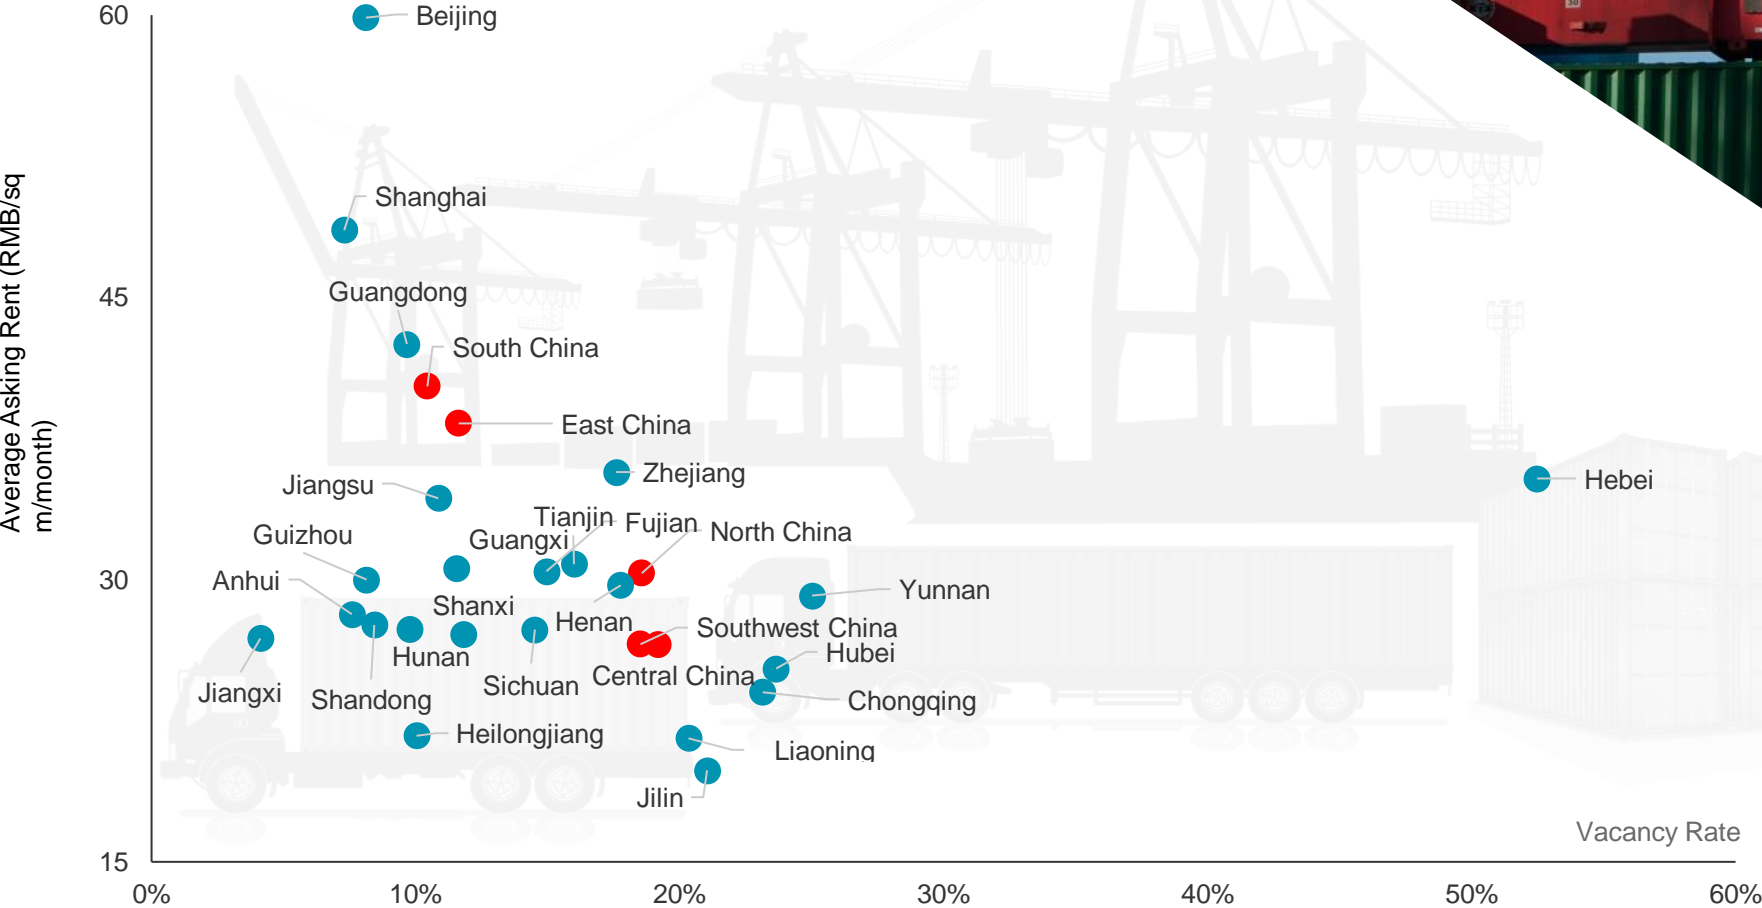 60
Beijing
Shanghai
45
Guangdong
South China
East China
Zhejiang
Jiangsu
Hebei
Tianjin
Fujian
North China
Guizhou
Guangxi
30
Anhui
Yunnan
Shanxi
Henan
Southwest China
Hubei
Hunan
Central China
Sichuan
Jiangxi
Shandong
Chongqing
Heilongjiang
Liaoning
Jilin
Vacancy Rate
15
0%
10%
20%
30%
40%
50%
60%
Average Asking Rent (RMB/sq
m/month)